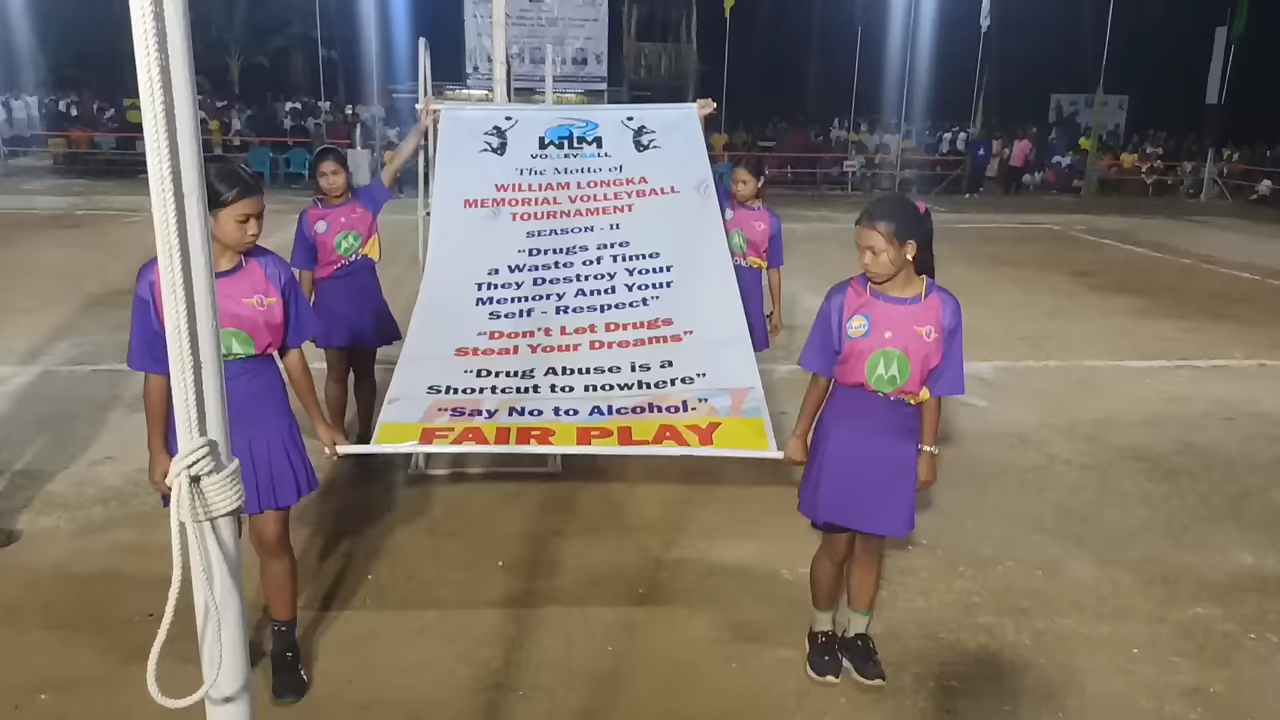 WLM
VOLLEYBALL
The Motto of
WILLIAM LONGKA
MEMORIAL VOLLEYBALL
TOURNAMENT
SEASON - II
“Drugs are
a Waste of Time
They Destroy Your
Memory And Your
Self - Respect”
“Don't Let Drugs
Steal Your Dreams”
“Drug Abuse is a
Shortcut to nowhere”
“Say No to Alcohol.”
FAIR PLAY
Gulf